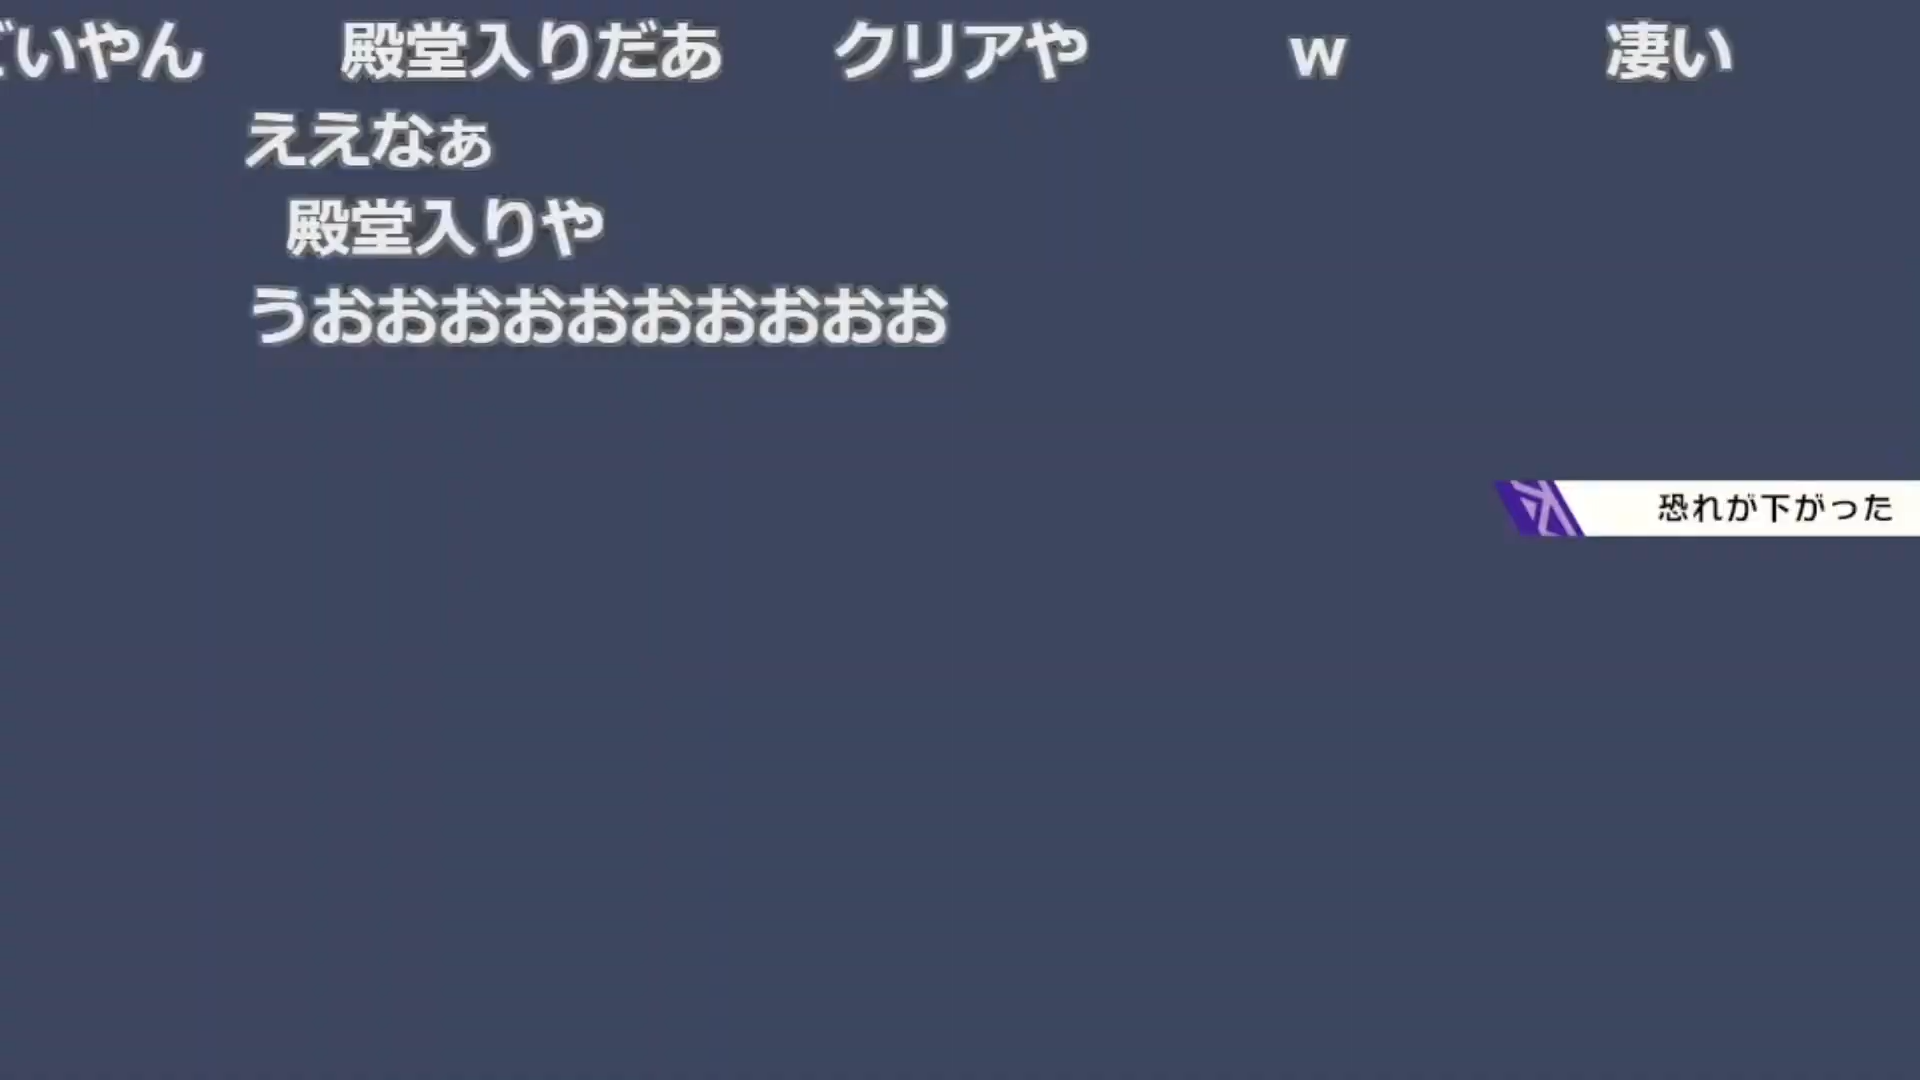 ごいやん 殿堂入りだあ クリアや w 凄い
ええなぁ
殿堂入りや
うおおおおおおおおおお
恐れが下がった